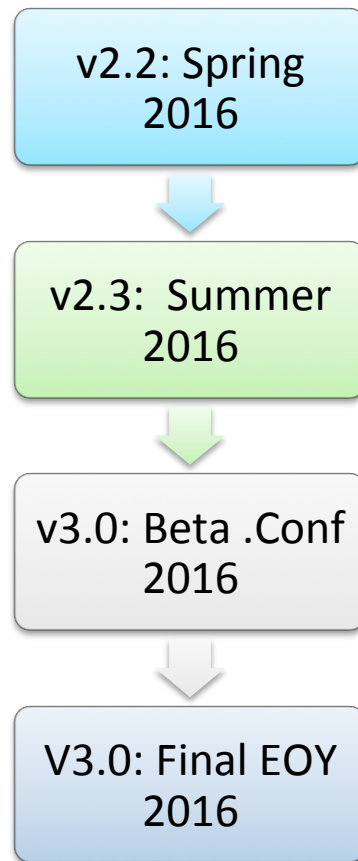 v2.2: Spring
2016
v2.3:  Summer
2016
v3.0: Beta .Conf
2016
V3.0: Final EOY
2016